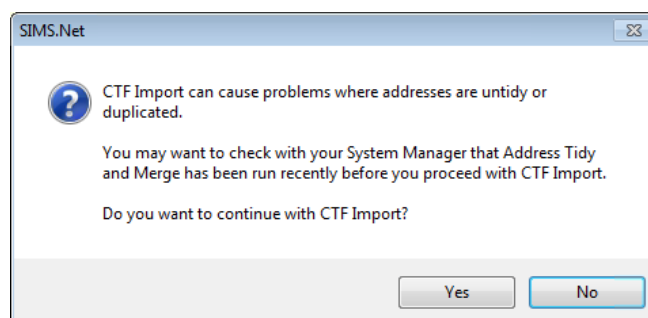 SIMS.Net
CTF Import can cause problems where addresses are untidy or
duplicated.
You may want to check with your System Manager that Address Tidy
and Merge has been run recently before you proceed with CTF Import.
Do you want to continue with CTF Import?
Yes
No